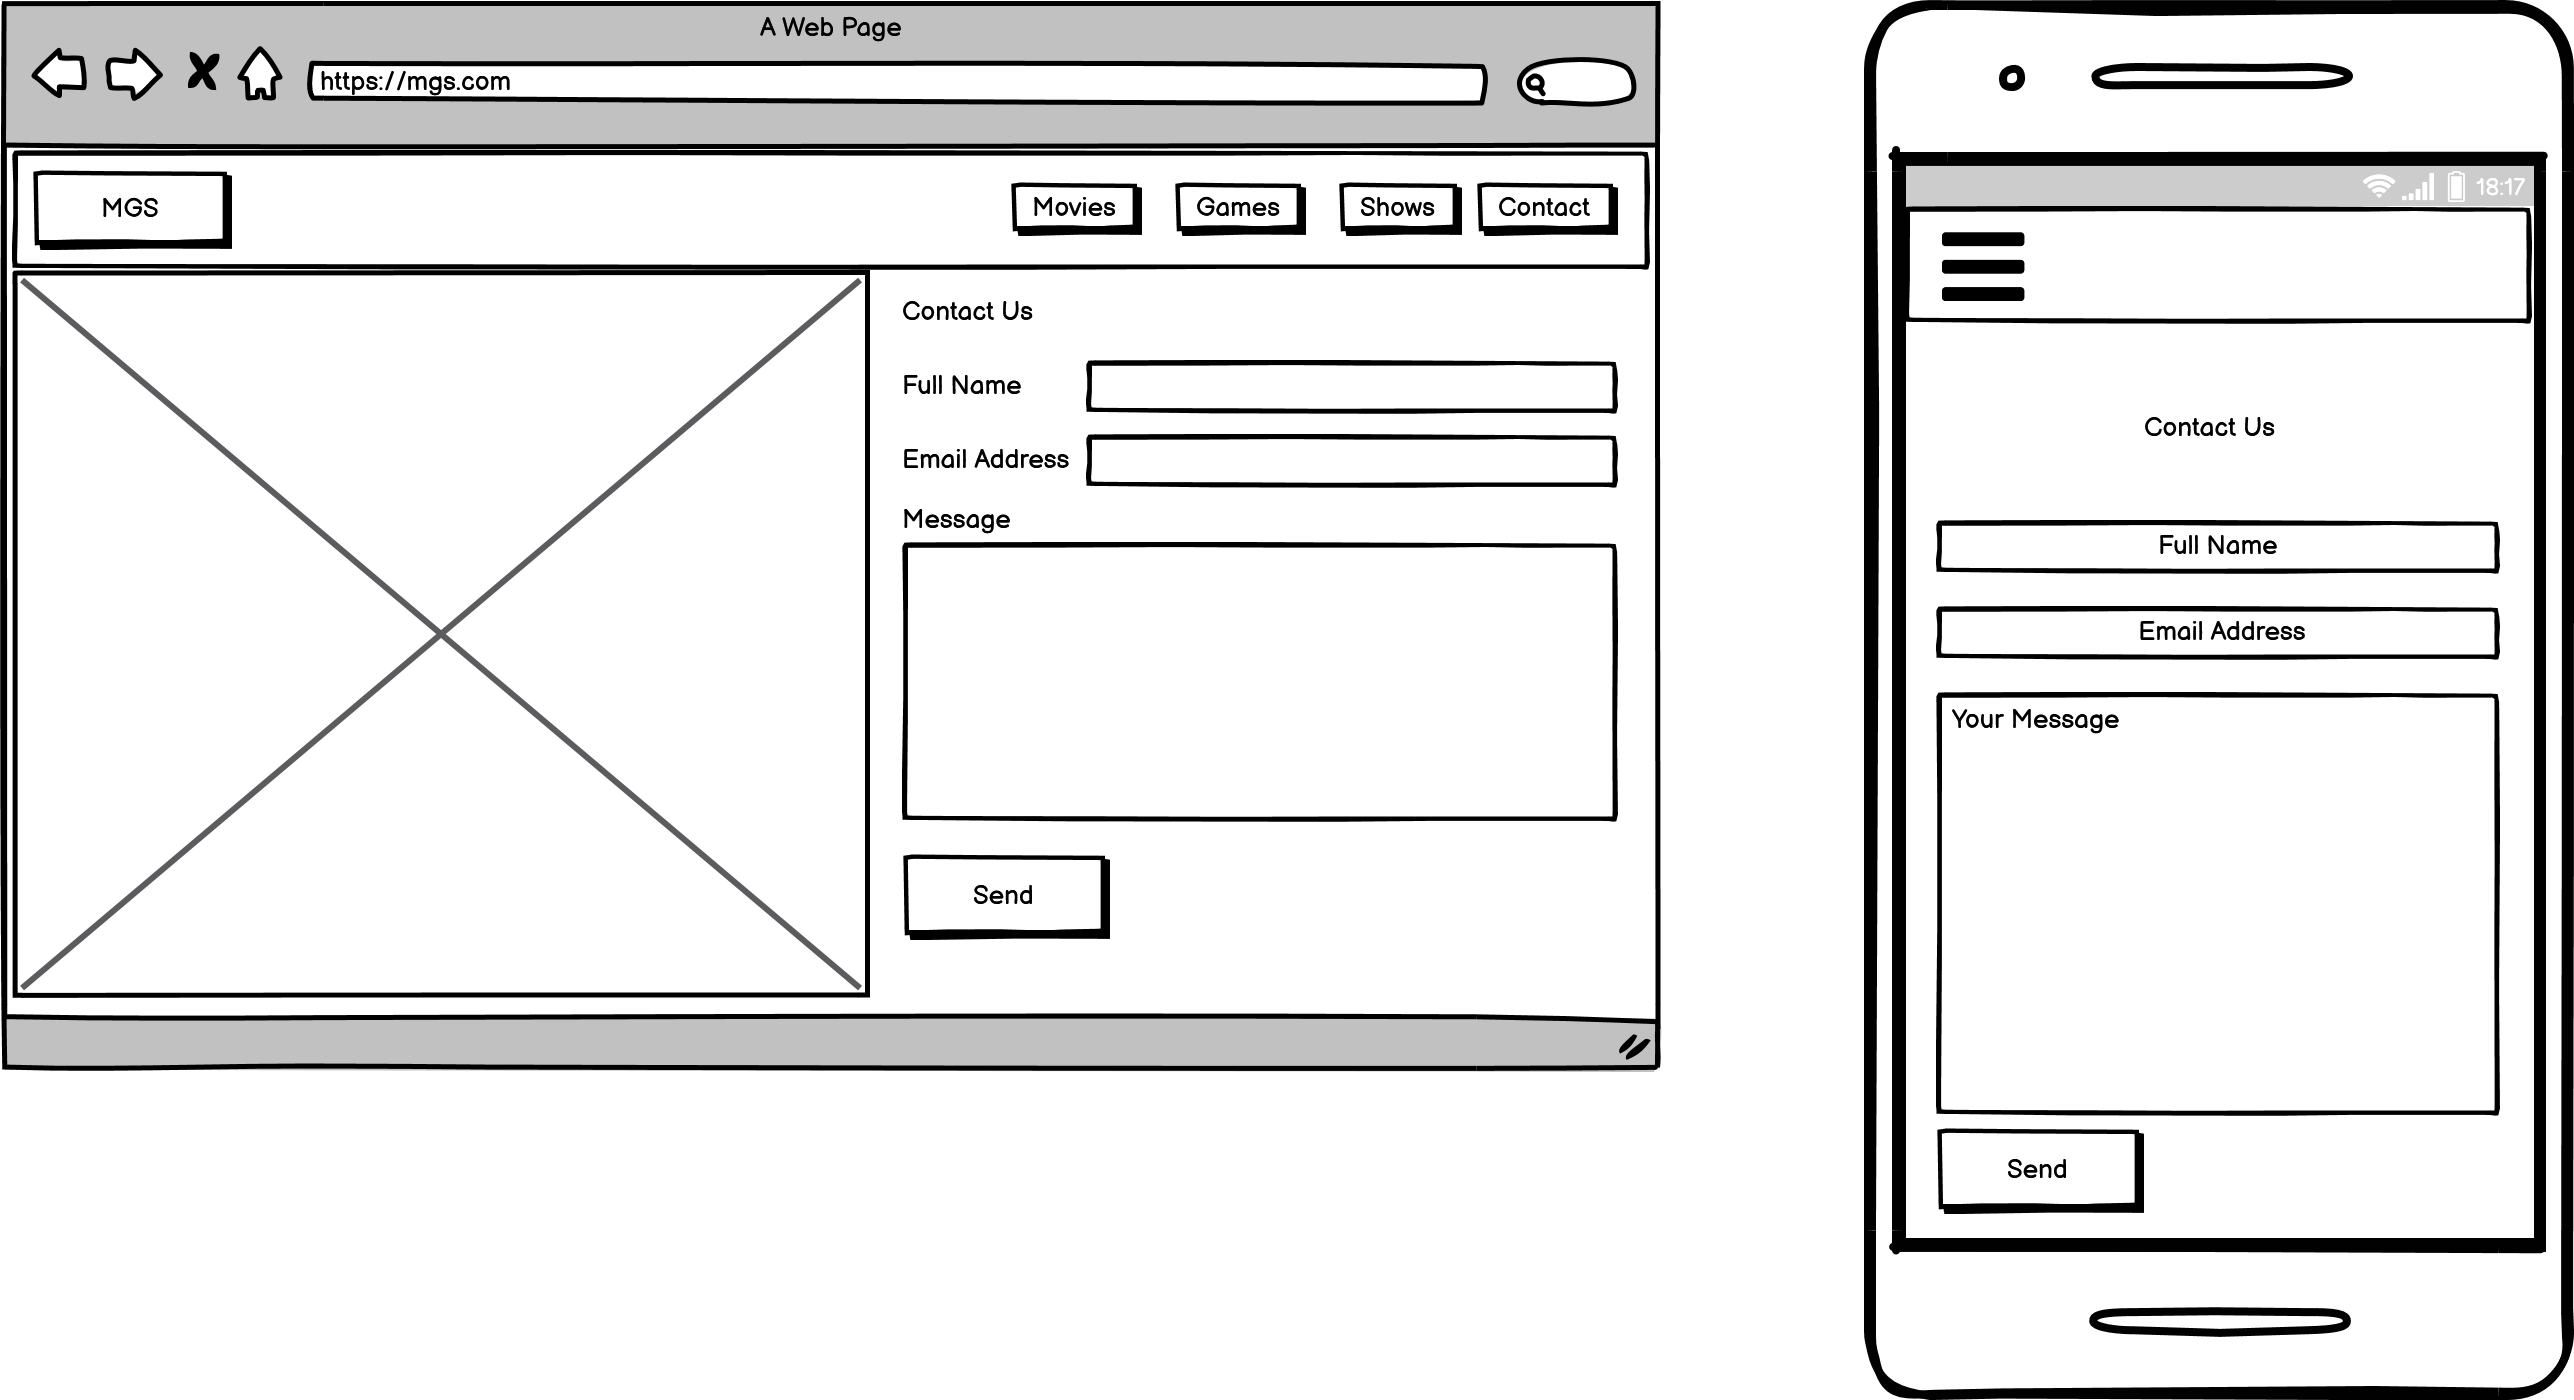 A Web Page
https://mgs.com
MGS
Movies
Games
Shows
Contact
Contact Us
Full Name
Email Address
Message
Send
18:17
Contact Us
Full Name
Email Address
Your Message
Send